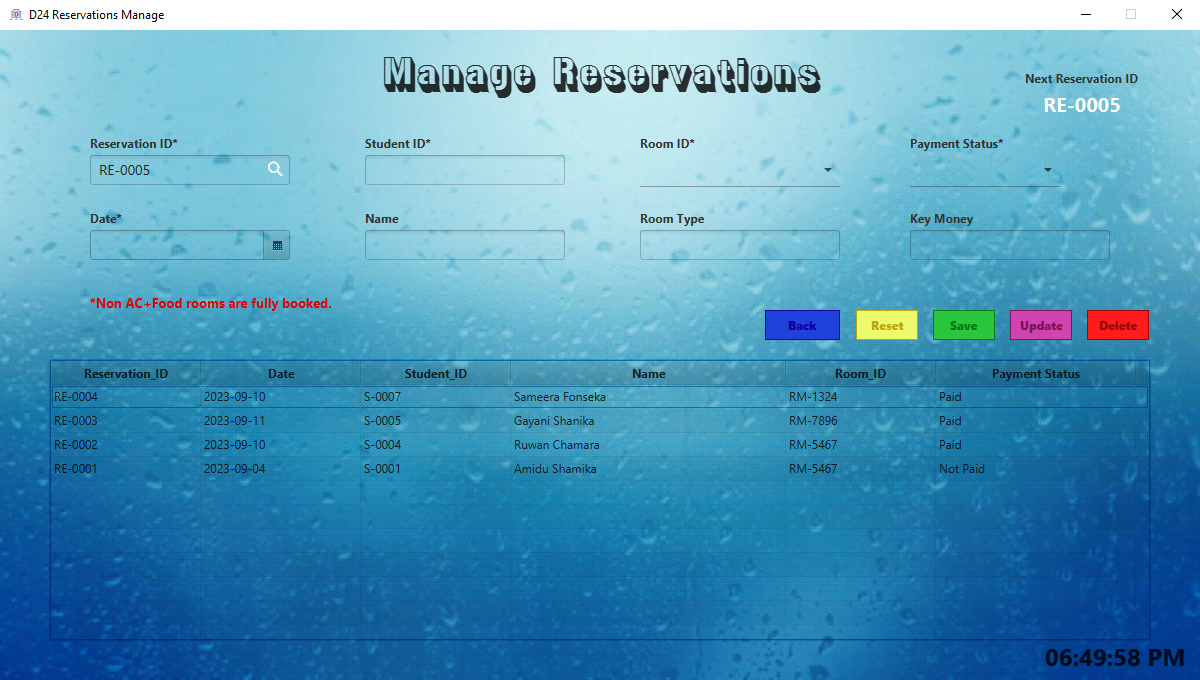 D24 Reservations Manage
Manage Reservations
Next Reservation ID
RE-0005
Reservation ID* Student ID* Room ID* Payment Status*
RE-0005
Date* Name Room Type Key Money
*Non AC+Food rooms are fully booked.
Back Reset Save Update Delete
Reservation_ID Date Student_ID Name Room_ID Payment Status
RE-0004 2023-09-10 S-0007 Sameera Fonseka RM-1324 Paid
RE-0003 2023-09-11 S-0005 Gayani Shanika RM-7896 Paid
RE-0002 2023-09-10 S-0004 Ruwan Chamara RM-5467 Paid
RE-0001 2023-09-04 S-0001 Amidu Shamika RM-5467 Not Paid
06:49:58 PM